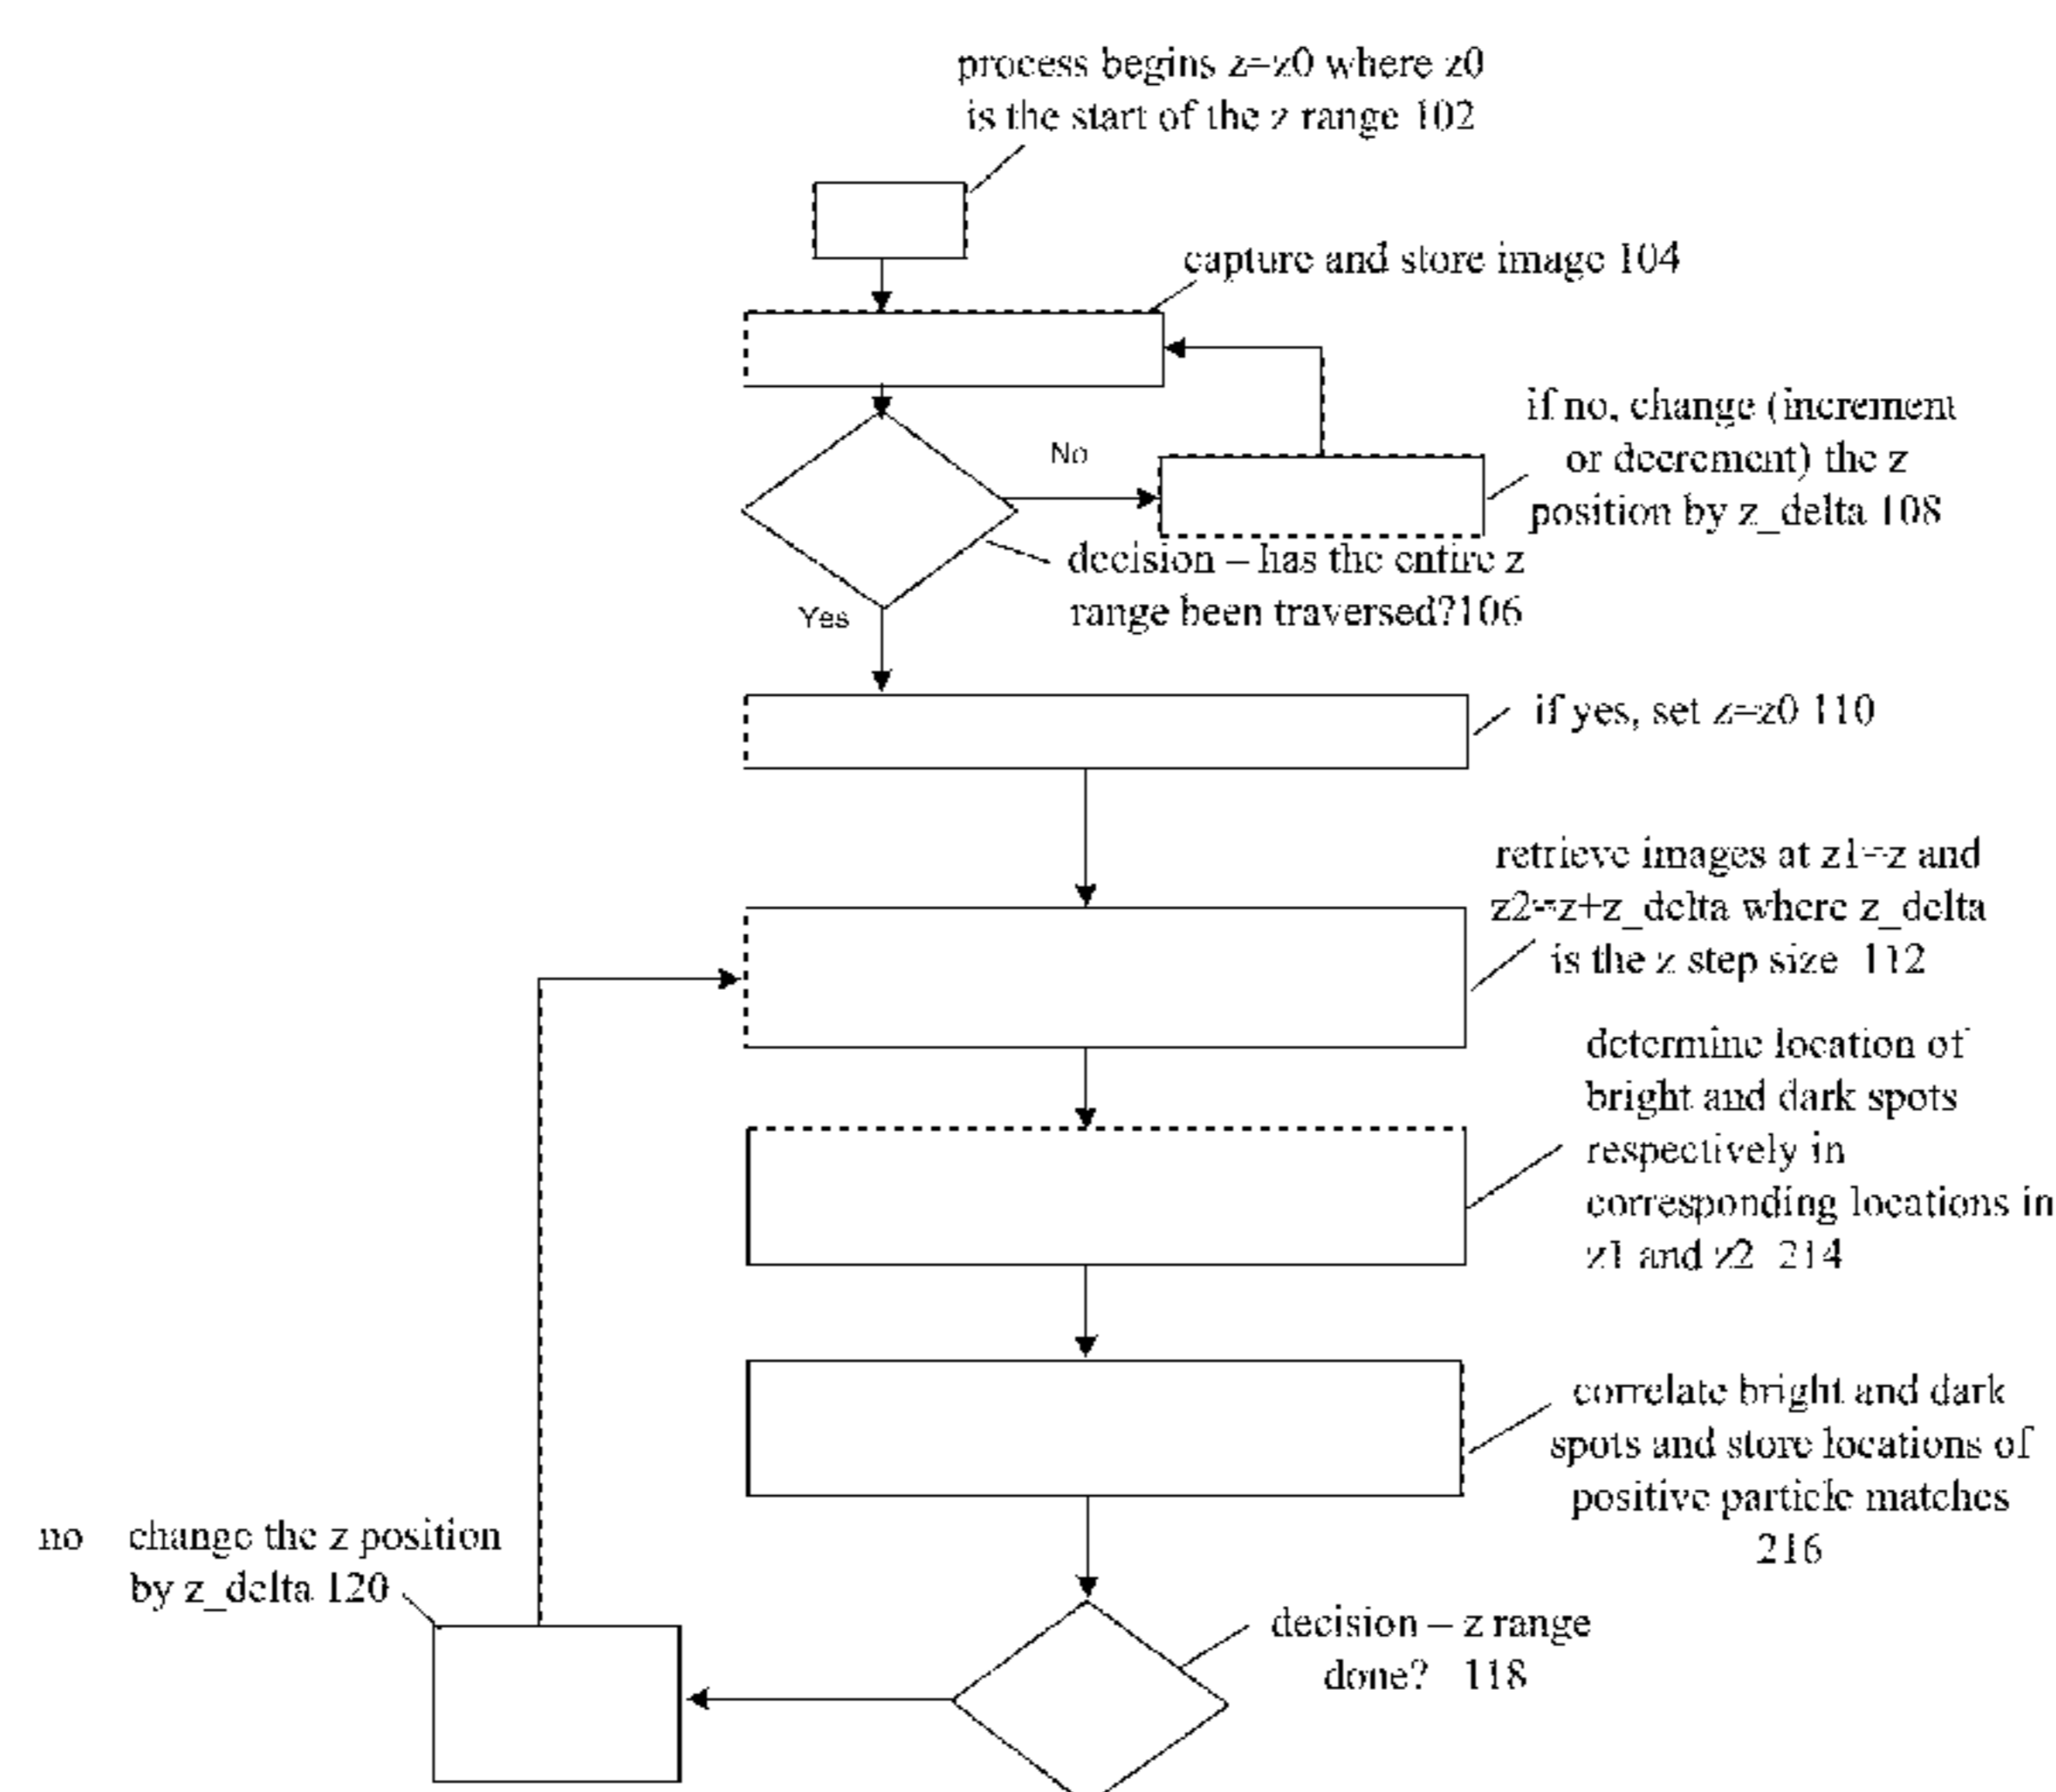 process begins z=z0 where z0
is the start of the z range 102
capture and store image 104
if no, change (increment
or decrement) the z
position by z_delta 108
No
decision – has the entire z
range been traversed?106
Yes
if yes, set z=z0 110
retrieve images at z1=z and
z2=z+z_delta where z_delta
is the z step size 112
determine location of
bright and dark spots
respectively in
corresponding locations in
z1 and z2 214
correlate bright and dark
spots and store locations of
positive particle matches
216
no change the z position
by z_delta 120
decision – z range
done? 118